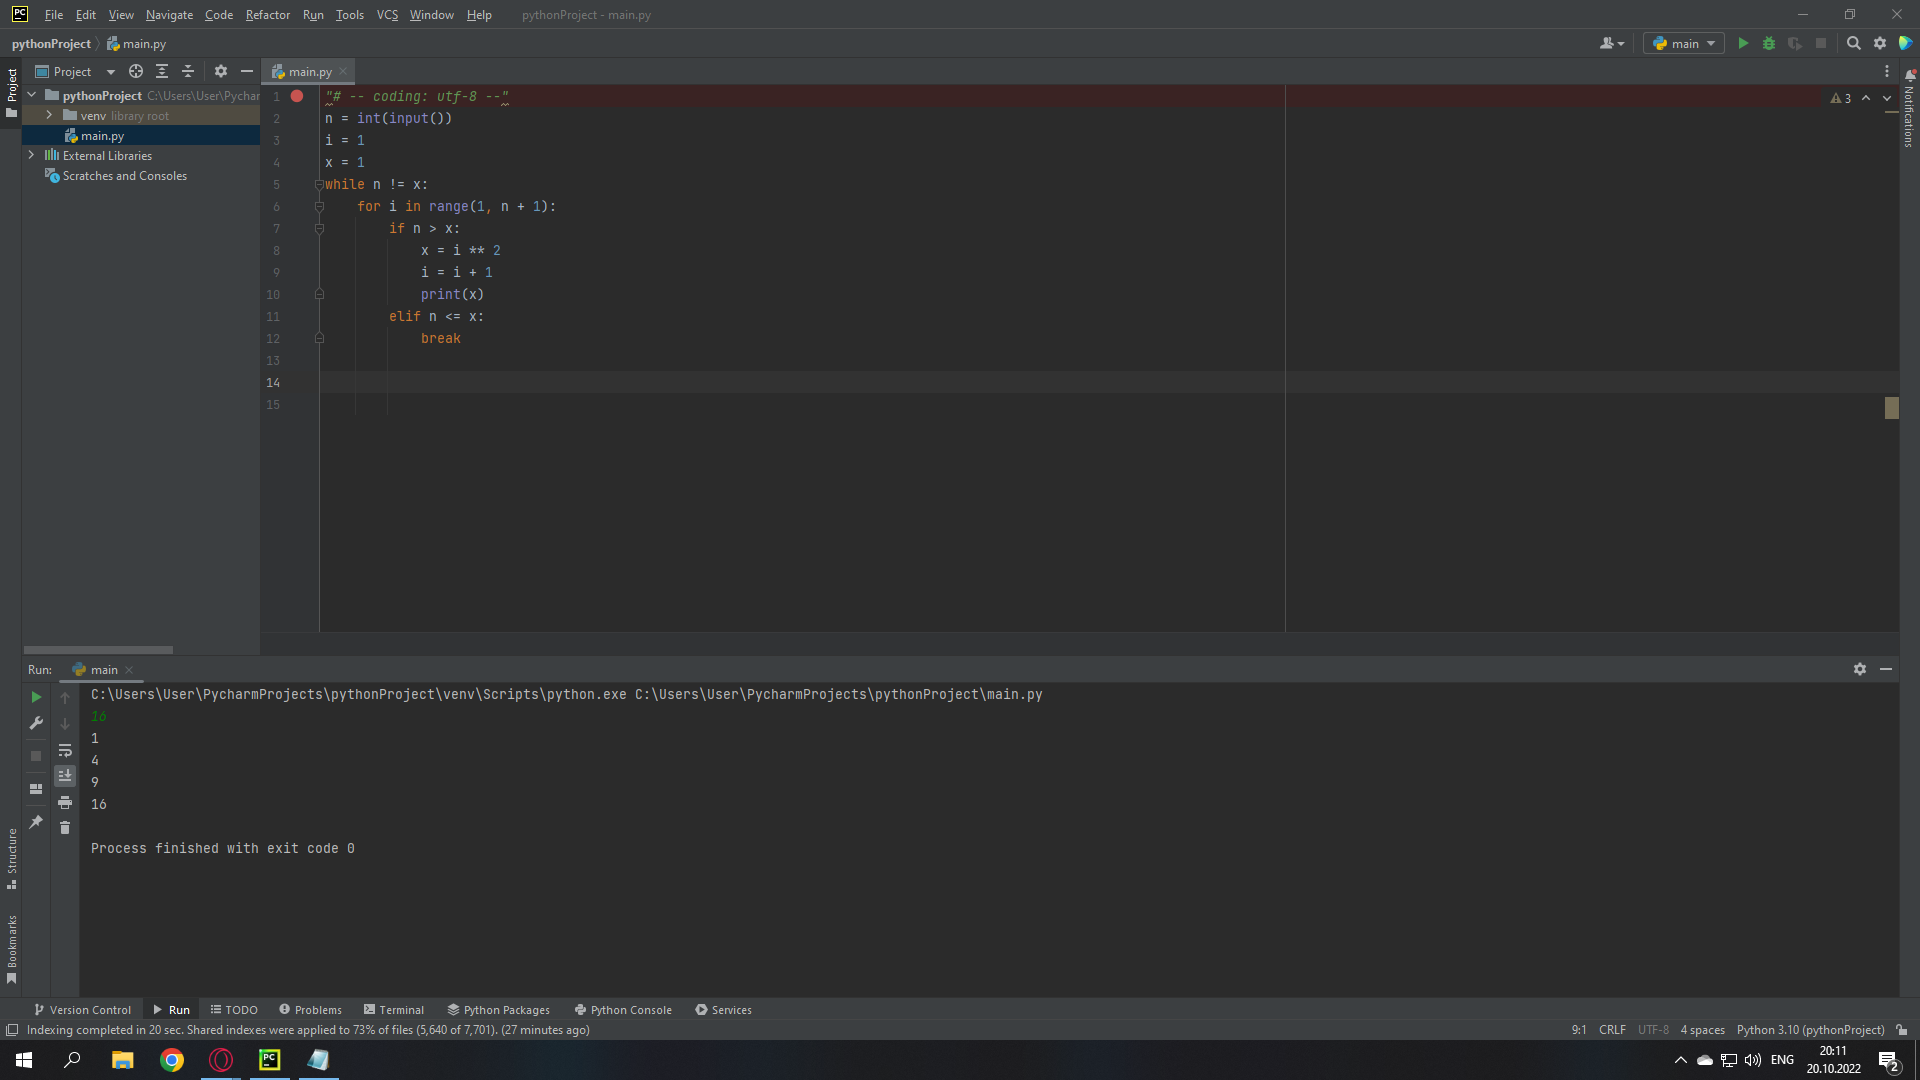 PC File Edit View Navigate Code Refactor Run Tools VCS Window Help pythonProject - main.py
pythonProject main.py main
Project main.py
Project
pythonProject C:\Users\User\Pychar
venv library root
main.py
External Libraries
Scratches and Consoles
1 "# -- coding: utf-8 --"
2 n = int(input())
3 i = 1
4 x = 1
5 while n != x:
6 for i in range(1, n + 1):
7 if n > x:
8 x = i ** 2
9 i = i + 1
10 print(x)
11 elif n <= x:
12 break
13
14
15
3
Notifications
Run: main
C:\Users\User\PycharmProjects\pythonProject\venv\Scripts\python.exe C:\Users\User\PycharmProjects\pythonProject\main.py
16
1
4
9
16
Process finished with exit code 0
Structure
Bookmarks
Version Control Run TODO Problems Terminal Python Packages Python Console Services
Indexing completed in 20 sec. Shared indexes were applied to 73% of files (5,640 of 7,701). (27 minutes ago) 9:1 CRLF UTF-8 4 spaces Python 3.10 (pythonProject)
PC ENG 20:11
20.10.2022
2